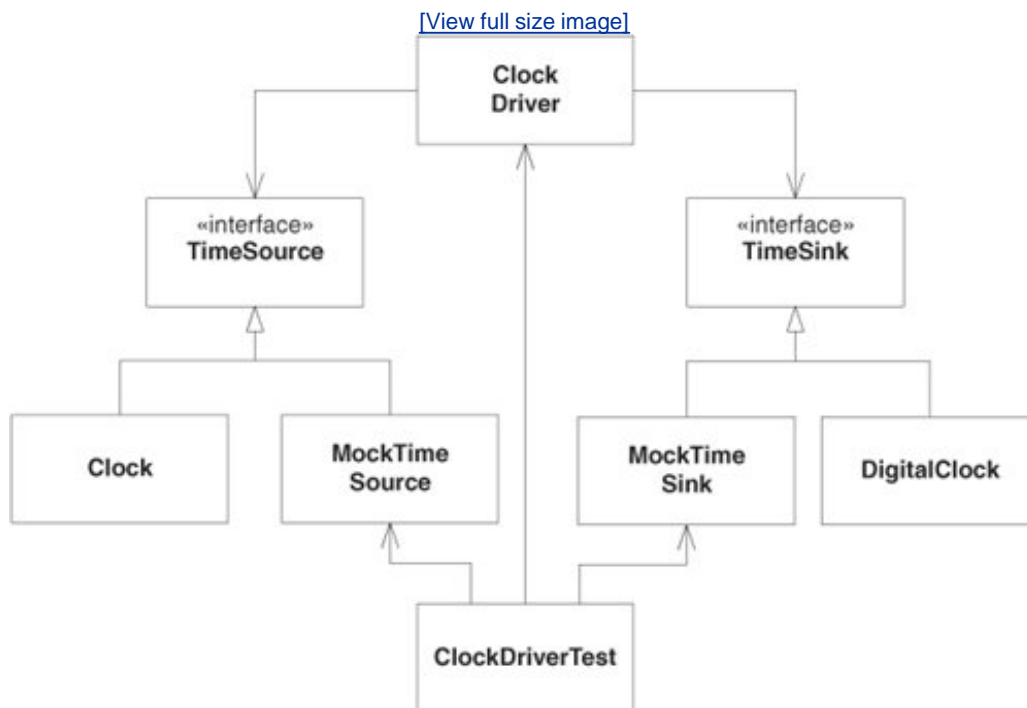 [View full size image]
Clock
Driver
«interface»
TimeSource
«interface»
TimeSink
Clock
MockTime
Source
MockTime
Sink
DigitalClock
ClockDriverTest